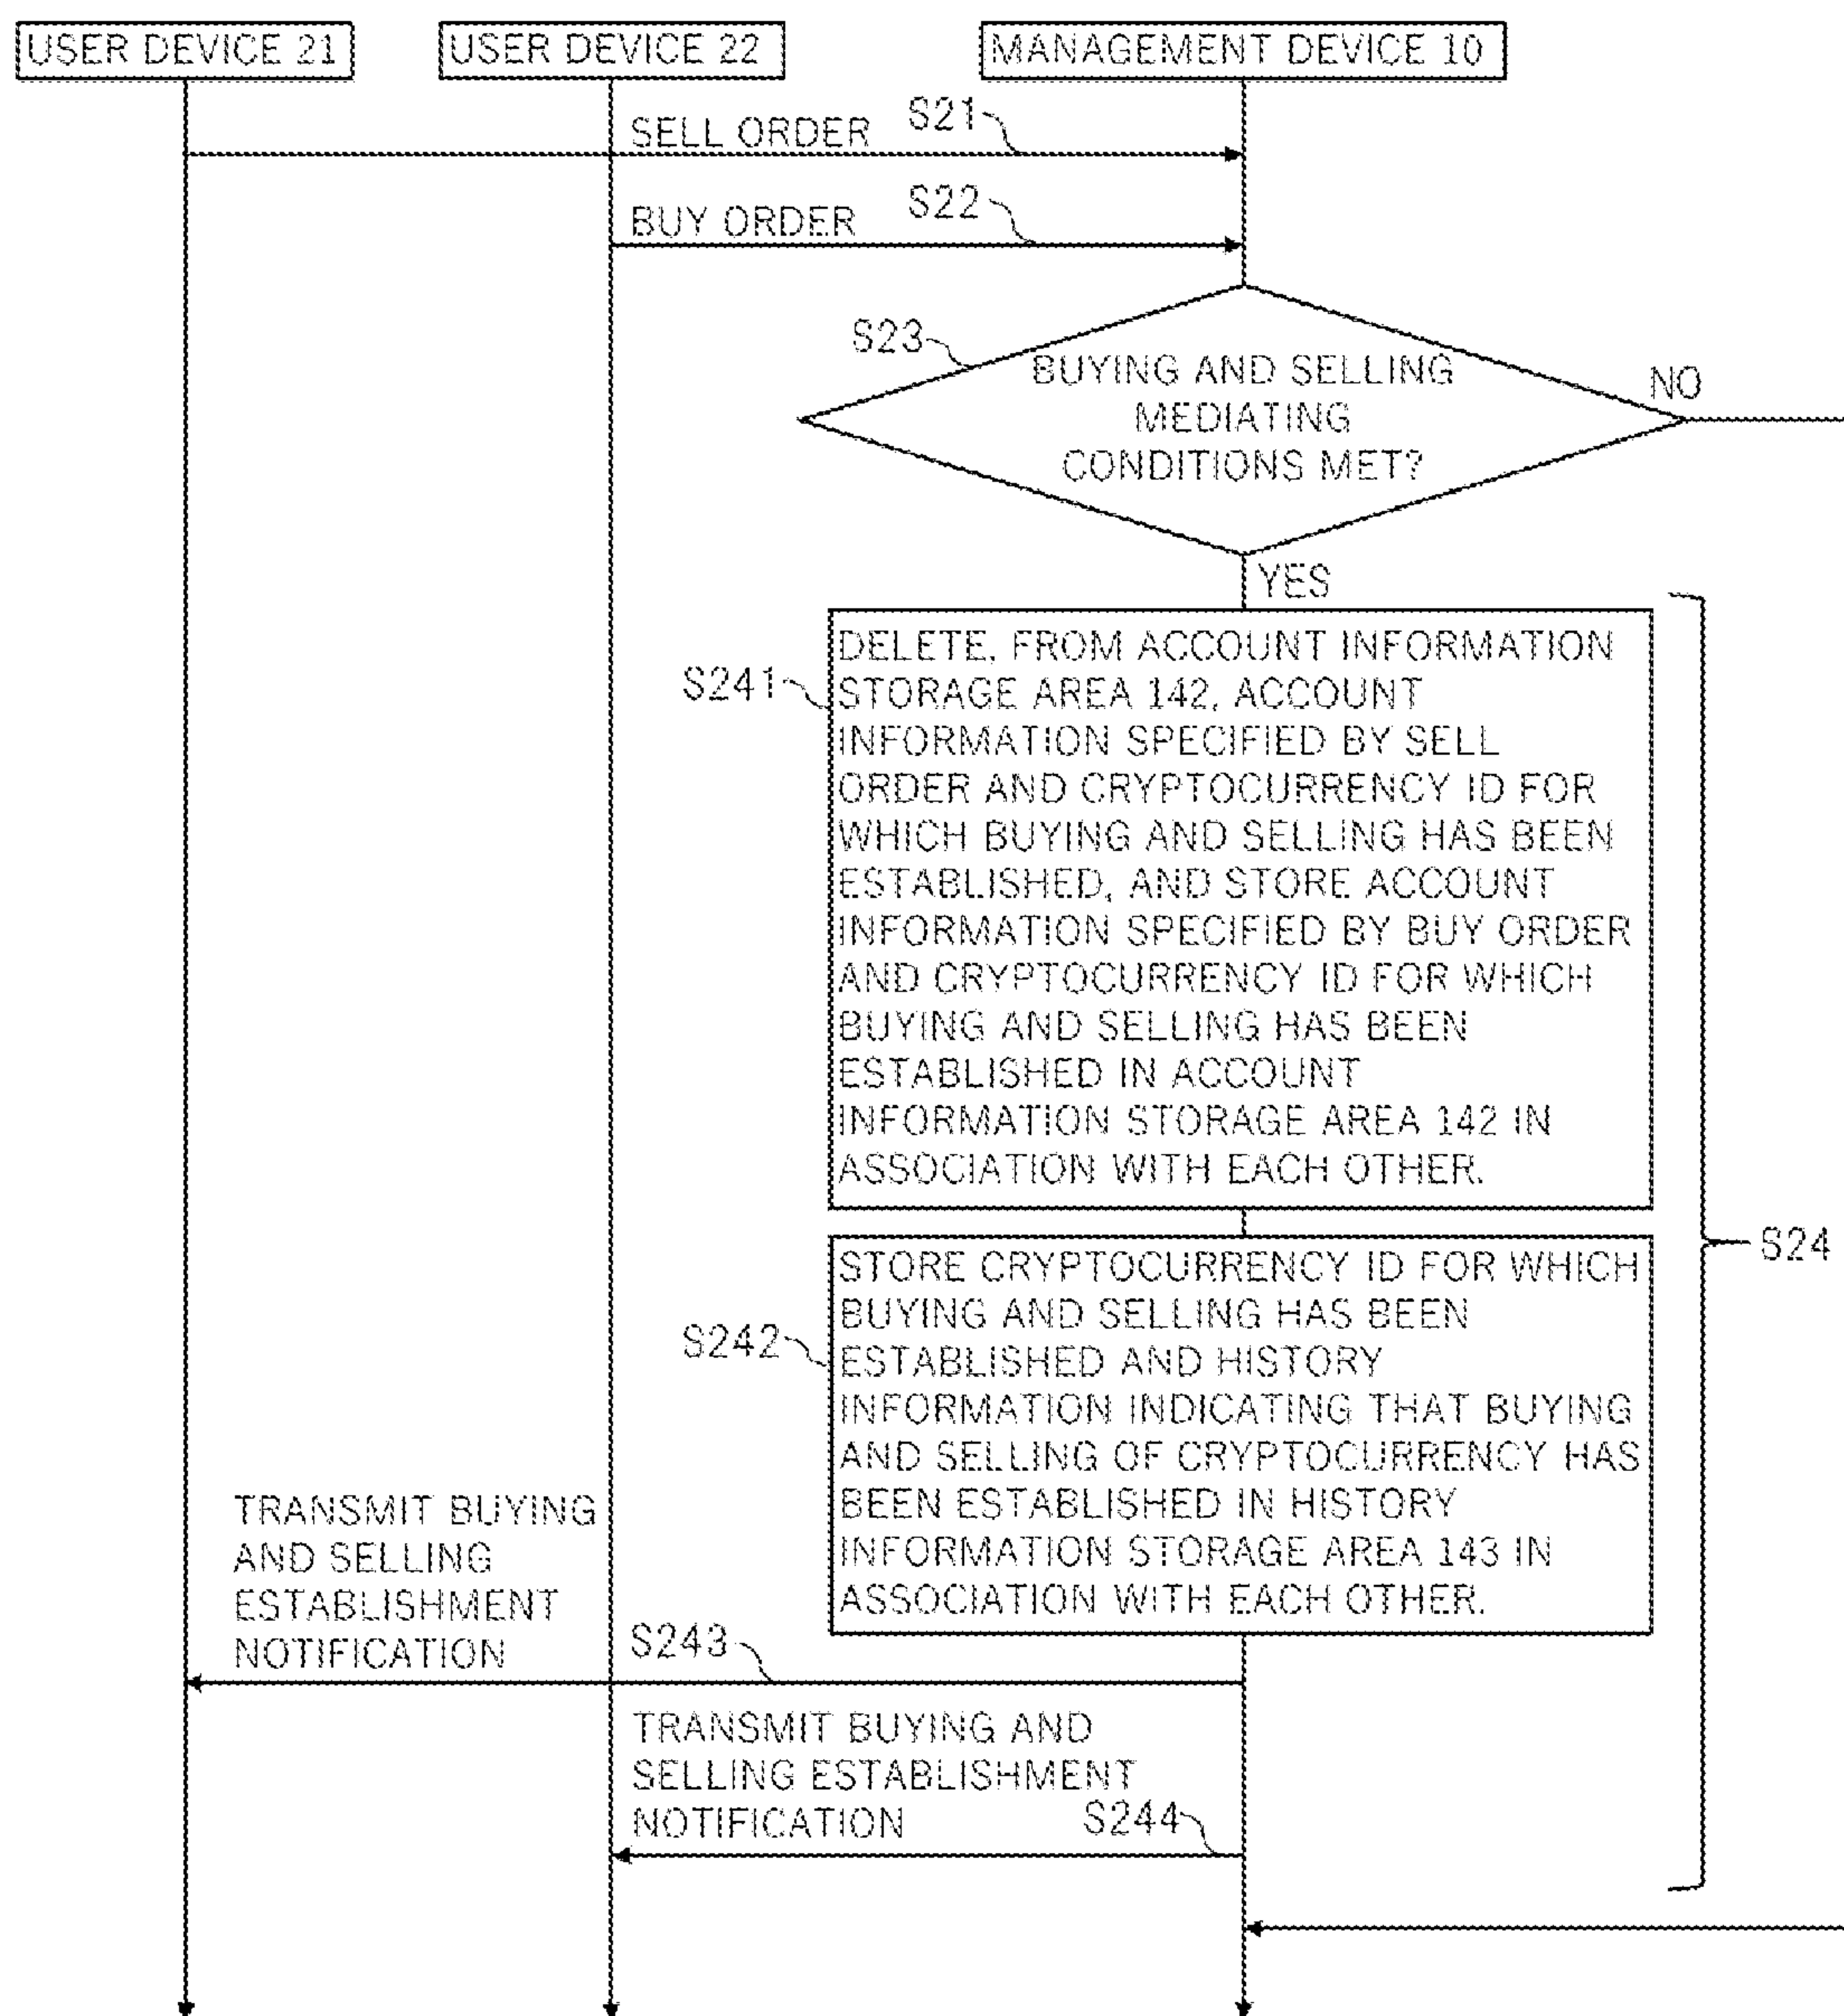 USER DEVICE 21
USER DEVICE 22
MANAGEMENT DEVICE 10
SELL ORDER
S21
BUY ORDER
S22
S23
BUYING AND SELLING
MEDIATING
CONDITIONS MET?
NO
YES
S241
DELETE, FROM ACCOUNT INFORMATION
STORAGE AREA 142, ACCOUNT
INFORMATION SPECIFIED BY SELL
ORDER AND CRYPTOCURRENCY ID FOR
WHICH BUYING AND SELLING HAS BEEN
ESTABLISHED, AND STORE ACCOUNT
INFORMATION SPECIFIED BY BUY ORDER
AND CRYPTOCURRENCY ID FOR WHICH
BUYING AND SELLING HAS BEEN
ESTABLISHED IN ACCOUNT
INFORMATION STORAGE AREA 142 IN
ASSOCIATION WITH EACH OTHER.
S24
S242
STORE CRYPTOCURRENCY ID FOR WHICH
BUYING AND SELLING HAS BEEN
ESTABLISHED AND HISTORY
INFORMATION INDICATING THAT BUYING
AND SELLING OF CRYPTOCURRENCY HAS
BEEN ESTABLISHED IN HISTORY
INFORMATION STORAGE AREA 143 IN
ASSOCIATION WITH EACH OTHER.
TRANSMIT BUYING
AND SELLING
ESTABLISHMENT
NOTIFICATION
S243
TRANSMIT BUYING AND
SELLING ESTABLISHMENT
NOTIFICATION
S244